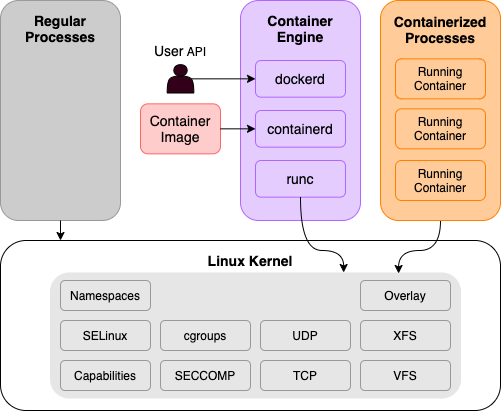 Regular
Processes
Container
Engine
Containerized
Processes
User API
dockerd
Running
Container
Container
Image
containerd
Running
Container
runc
Running
Container
Linux Kernel
Namespaces
Overlay
SELinux
cgroups
UDP
XFS
Capabilities
SECCOMP
TCP
VFS